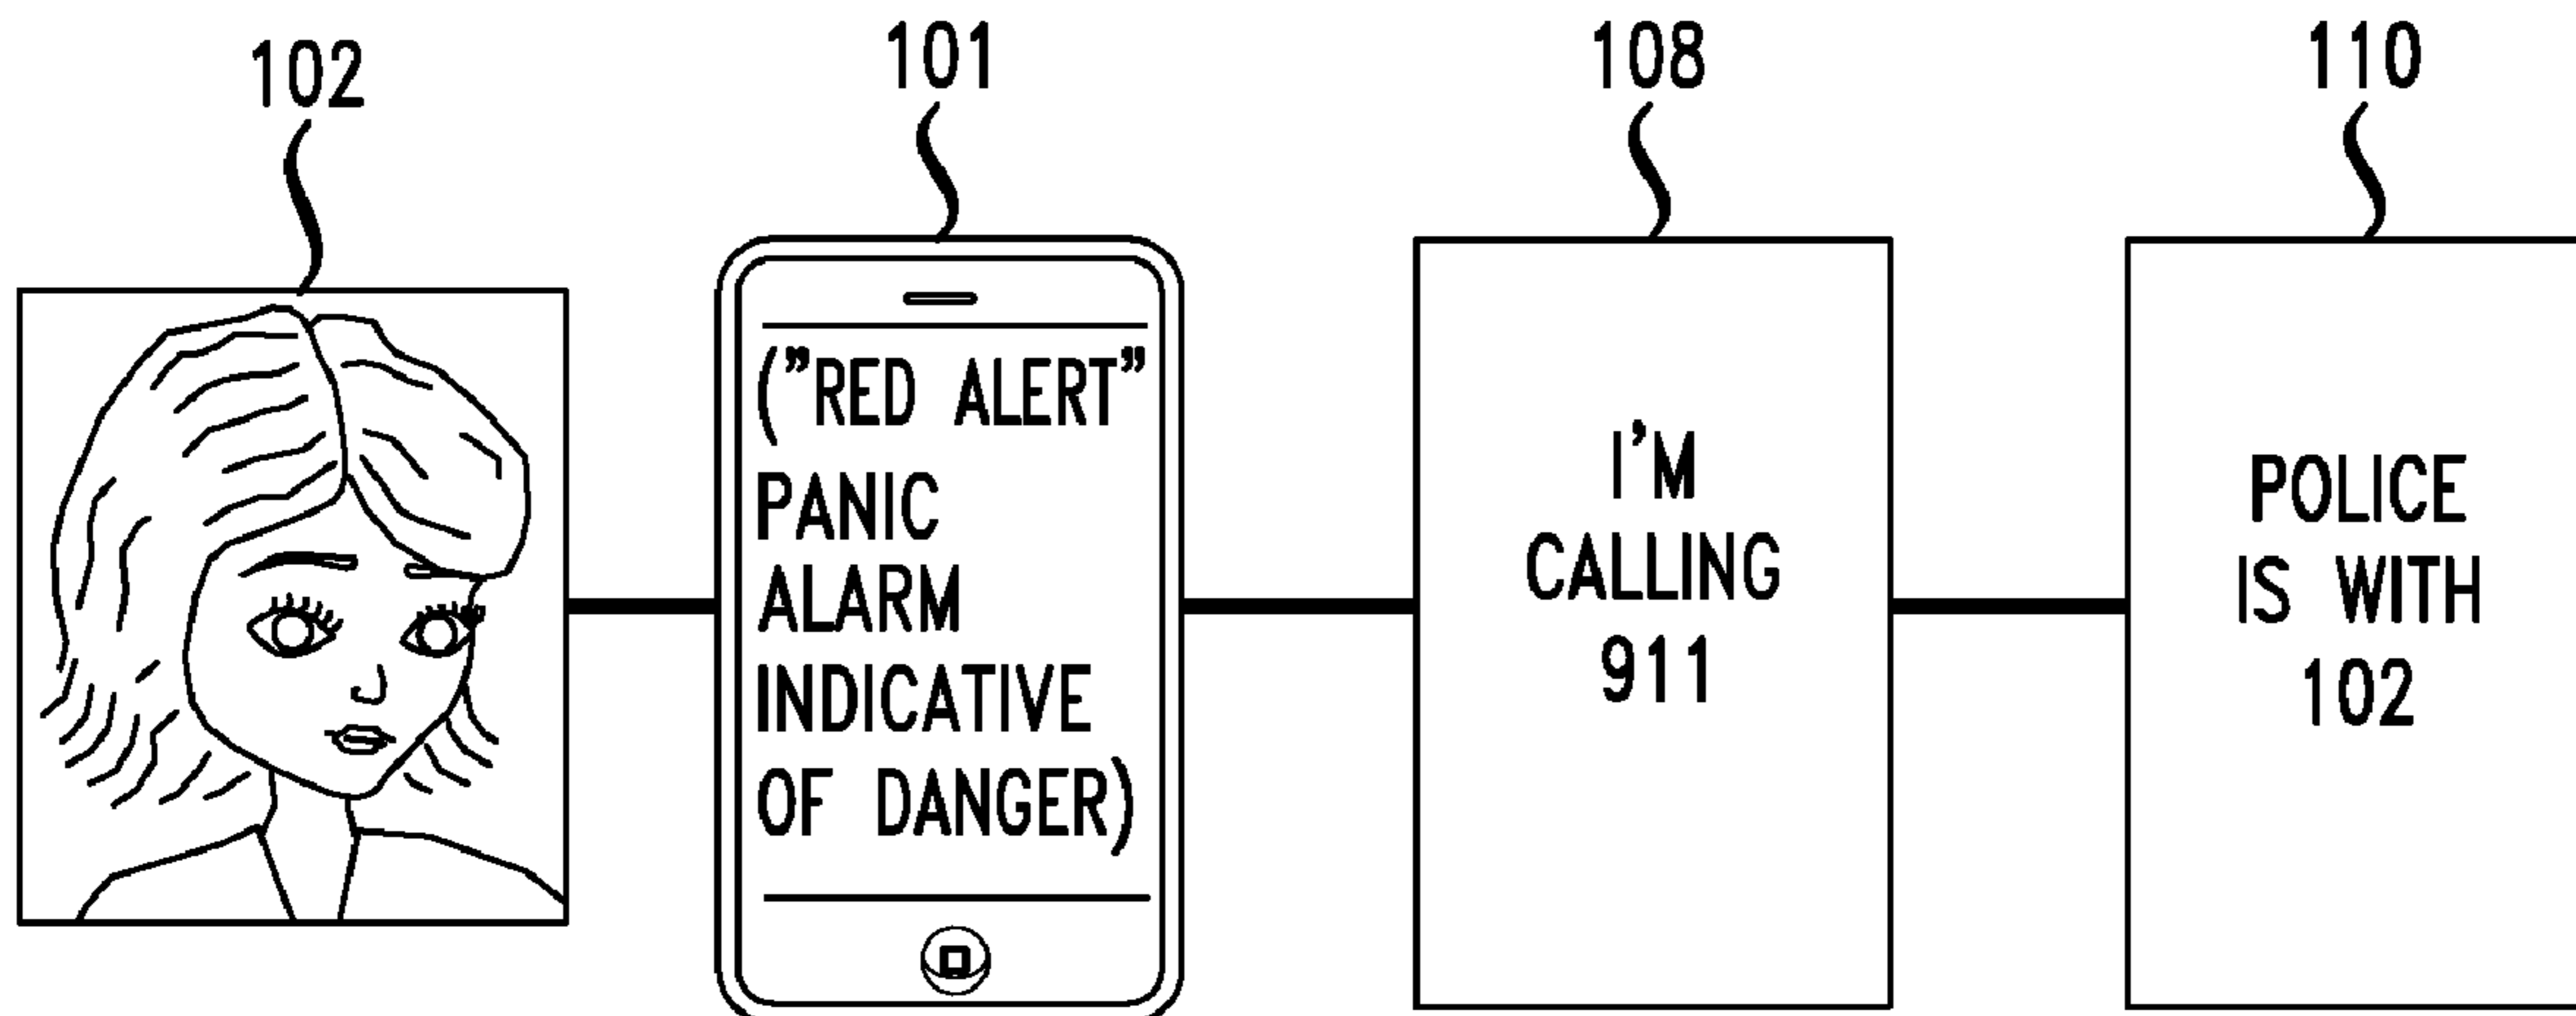 102
101
108
110
("RED ALERT"
PANIC
ALARM
INDICATIVE
OF DANGER)
I'M
CALLING
911
POLICE
IS WITH
102